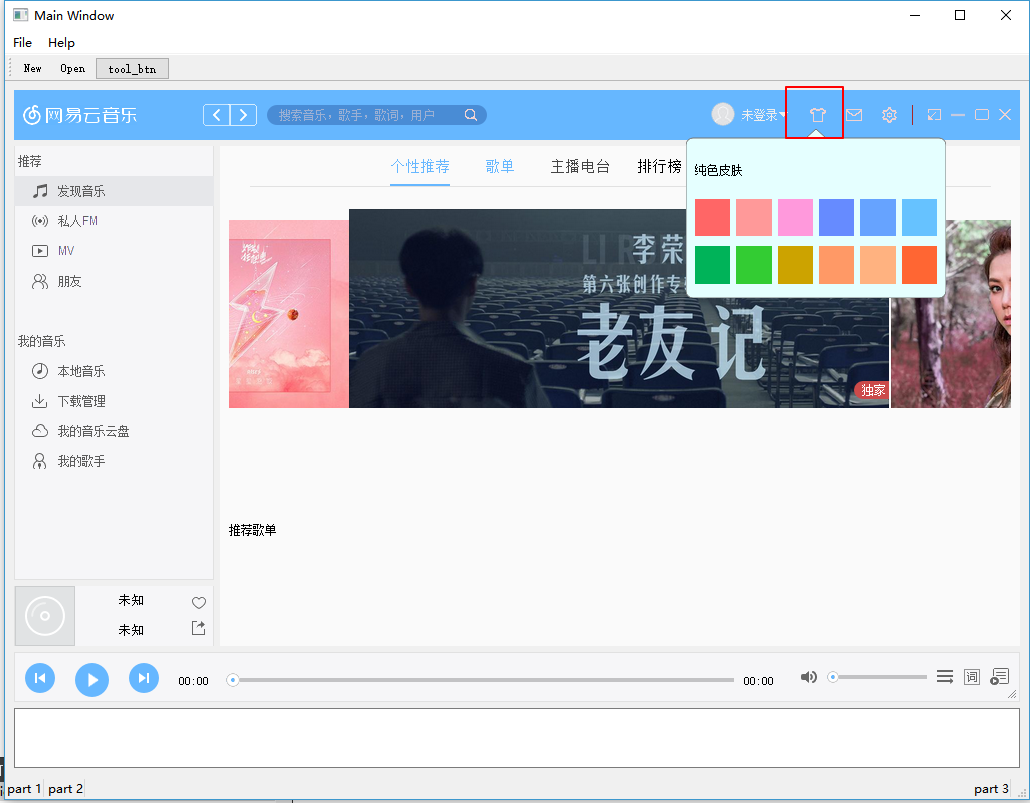 Main Window
File Help
New Open tool_btn
网易云音乐
搜索音乐，歌手，歌词，用户
未登录
推荐
发现音乐
私人FM
MV
朋友
我的音乐
本地音乐
下载管理
我的音乐云盘
我的歌手
个性推荐 歌单 主播电台 排行榜
纯色皮肤
李荣
第六张创作专
老友记
独家
推荐歌单
未知
未知
00:00 00:00
词
part 1 part 2 part 3